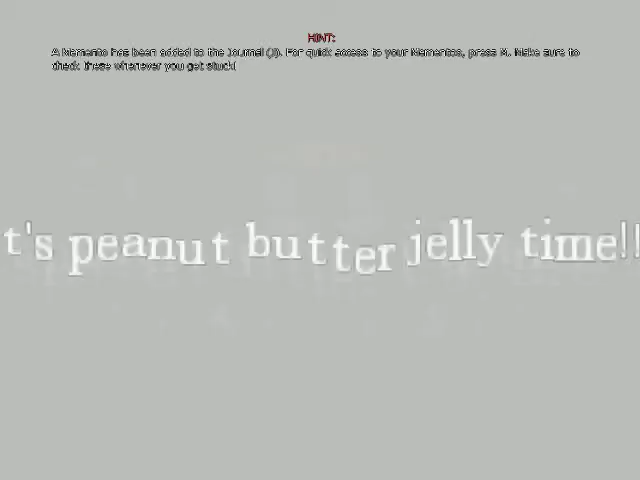 HINT:
A Memento has been added to the Journal (J). For quick access to your Mementos, press M. Make sure to
check these whenever you get stuck!
t's peanut butter jelly time!!